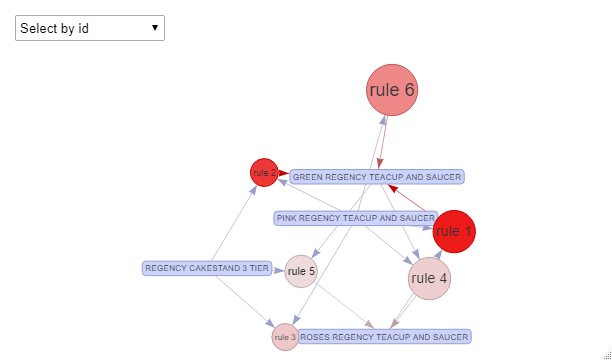 Select by id
rule 6
rule 2
GREEN REGENCY TEACUP AND SAUCER
PINK REGENCY TEACUP AND SAUCER
rule 1
REGENCY CAKESTAND 3 TIER
rule 5
rule 4
rule 3
ROSES REGENCY TEACUP AND SAUCER